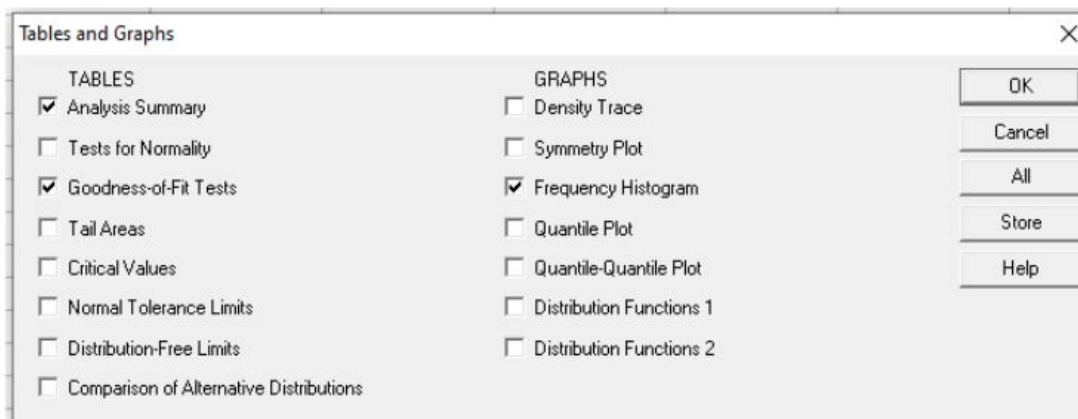 Tables and Graphs
TABLES
Analysis Summary
Tests for Normality
Goodness-of-Fit Tests
Tail Areas
Critical Values
Normal Tolerance Limits
Distribution-Free Limits
Comparison of Alternative Distributions
GRAPHS
Density Trace
Symmetry Plot
Frequency Histogram
Quantile Plot
Quantile-Quantile Plot
Distribution Functions 1
Distribution Functions 2
OK
Cancel
All
Store
Help